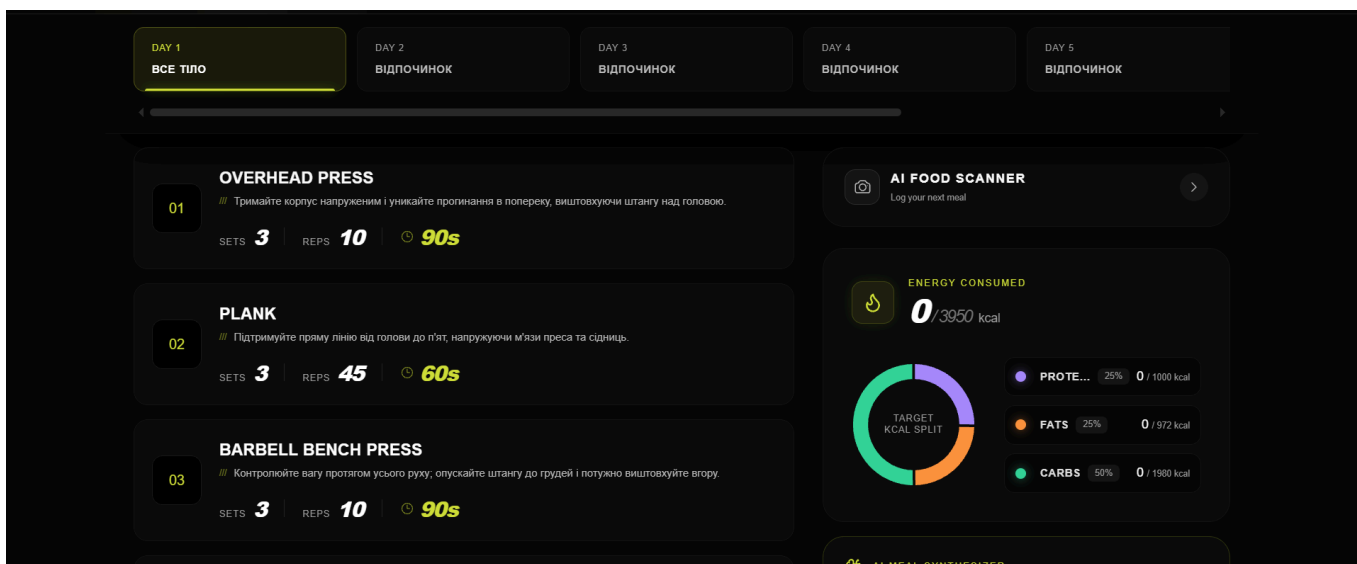 DAY 1
ВСЕ ТІЛО
DAY 2
ВІДПОЧИНОК
DAY 3
ВІДПОЧИНОК
DAY 4
ВІДПОЧИНОК
DAY 5
ВІДПОЧИНОК
01
OVERHEAD PRESS
/// Тримайте корпус напруженим і уникайте прогинання в попереку, виштовхуючи штангу над головою.
SETS 3 REPS 10 90s
02
PLANK
/// Підтримуйте пряму лінію від голови до п'ят, напружуючи м'язи преса та сідниць.
SETS 3 REPS 45 60s
03
BARBELL BENCH PRESS
/// Контролюйте вагу протягом усього руху; опускайте штангу до грудей і потужно виштовхуйте вгору.
SETS 3 REPS 10 90s
AI FOOD SCANNER
Log your next meal
ENERGY CONSUMED
0/3950 kcal
TARGET
KCAL SPLIT
PROTE... 25% 0 / 1000 kcal
FATS 25% 0 / 972 kcal
CARBS 50% 0 / 1980 kcal
AI MEAL SYNTHESIZER